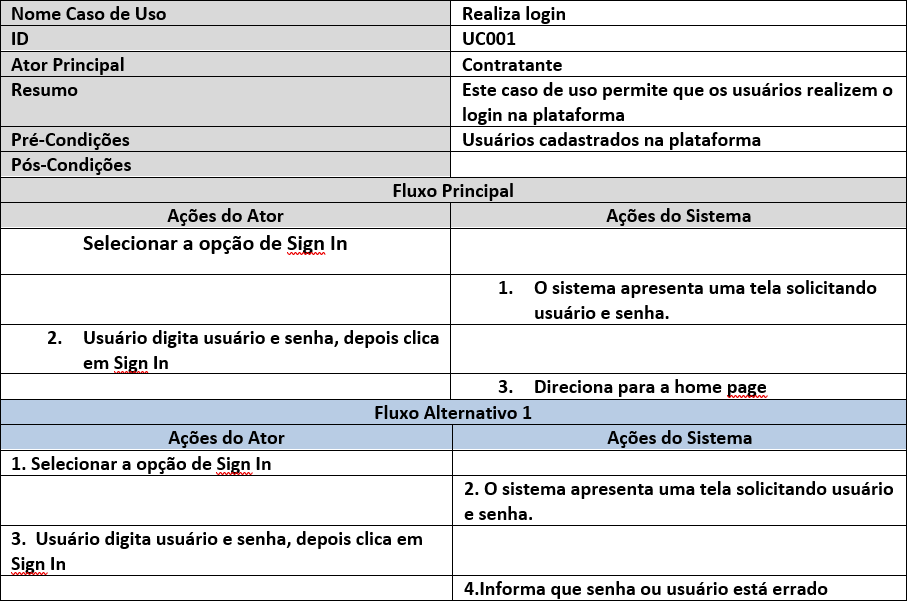 Nome Caso de Uso
Realiza login
ID
UC001
Ator Principal
Contratante
Resumo
Este caso de uso permite que os usuários realizem o
login na plataforma
Pré-Condições
Usuários cadastrados na plataforma
Pós-Condições
Fluxo Principal
Ações do Ator
Ações do Sistema
Selecionar a opção de Sign In
1. O sistema apresenta uma tela solicitando
usuário e senha.
2. Usuário digita usuário e senha, depois clica
em Sign In
3. Direciona para a home page
Fluxo Alternativo 1
Ações do Ator
Ações do Sistema
1. Selecionar a opção de Sign In
2. O sistema apresenta uma tela solicitando usuário
e senha.
3. Usuário digita usuário e senha, depois clica em
Sign In
4.Informa que senha ou usuário está errado